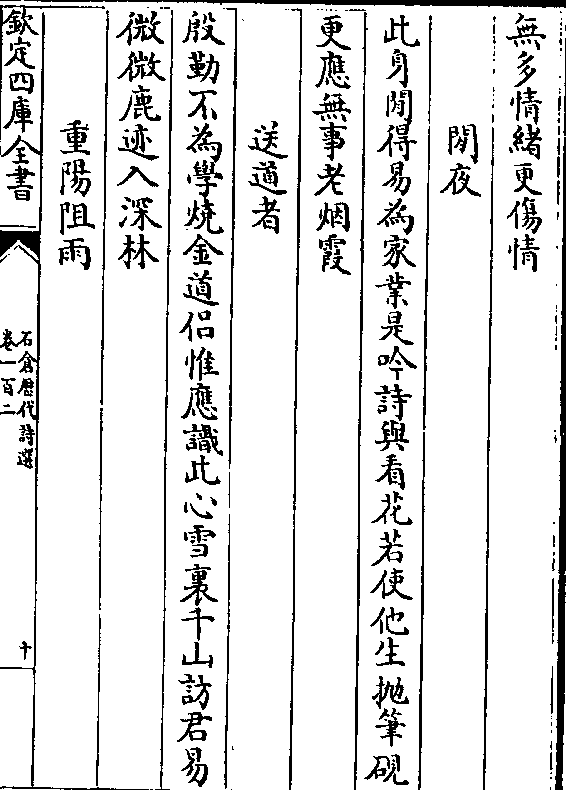 無多情緒更傷情
閒夜
此身閒得易為家業是吟詩與看花若使他生拋筆硯
更應無事老烟霞
送道者
殷勤不為學燒金道侣惟應識此心雪裏千山訪君易
微微鹿迹入深林
重陽阻雨
欽定四庫全書
石倉歴代詩選
卷一百二
十